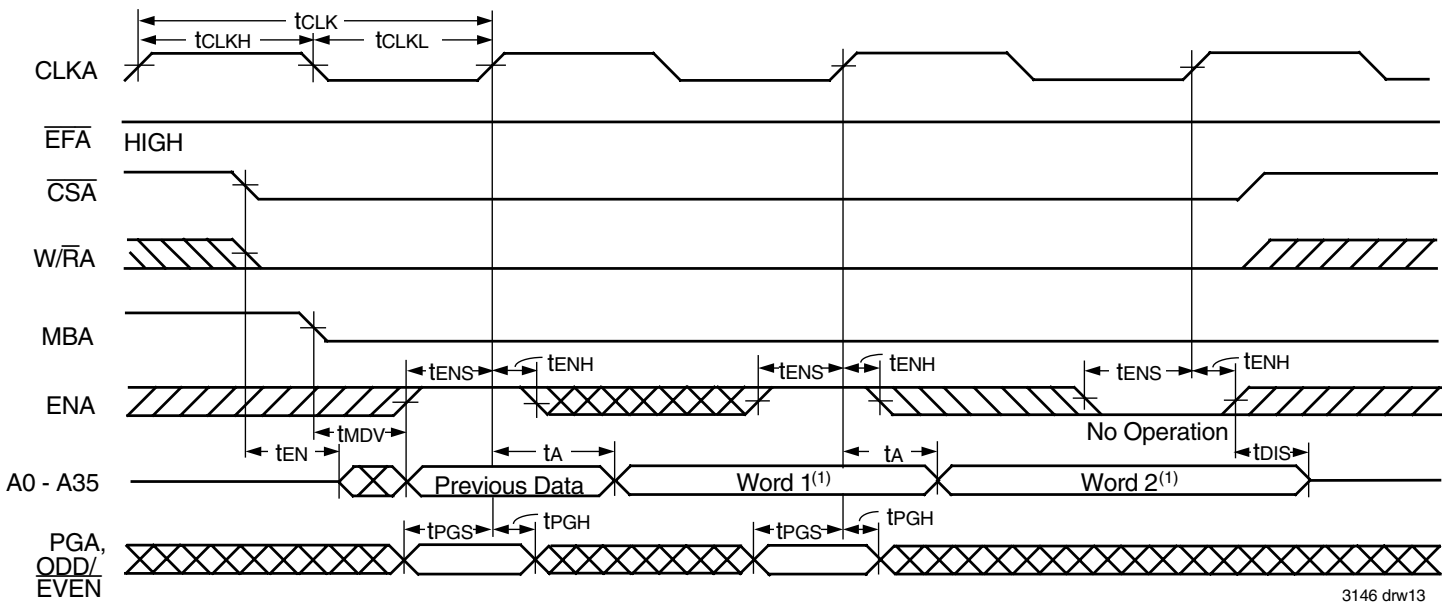 tCLK
tCLKH
tCLKL
CLKA
EFA
HIGH
CSA
W/RA
MBA
tENS
tENH
tENS
tENH
tENS
tENH
ENA
No Operation
tMDV
tEN
tA
tA
tDIS
A0 - A35
Previous Data
Word 1(1)
Word 2(1)
tPGS
tPGH
tPGS
tPGH
PGA,
ODD/
EVEN
3146 drw13